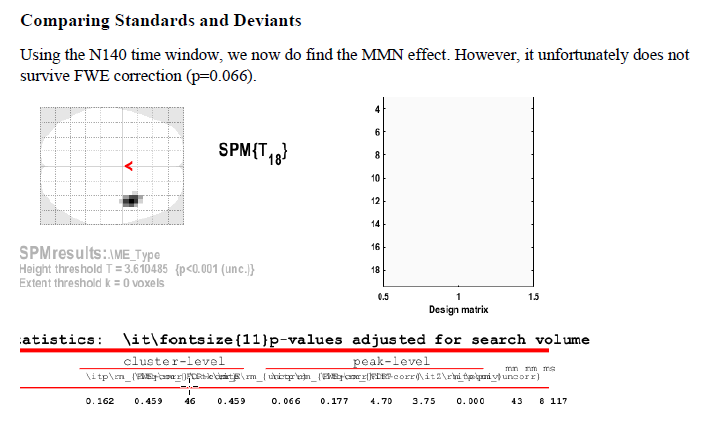 Comparing Standards and Deviants
Using the N140 time window, we now do find the MMN effect. However, it unfortunately does not
survive FWE correction (p=0.066).
<
SPM{T18}
SPMresults:.\ME_Type
Height threshold T = 3.610485 {p<0.001 (unc.)}
Extent threshold k = 0 voxels
4
6
8
10
12
14
16
18
0.5 1 1.5
Design matrix
atistics: \it\fontsize{11}p-values adjusted for search volume
cluster-level peak-level
mm mm ms
0.162 0.459 46 0.459 0.066 0.177 4.70 3.75 0.000 43 8 117